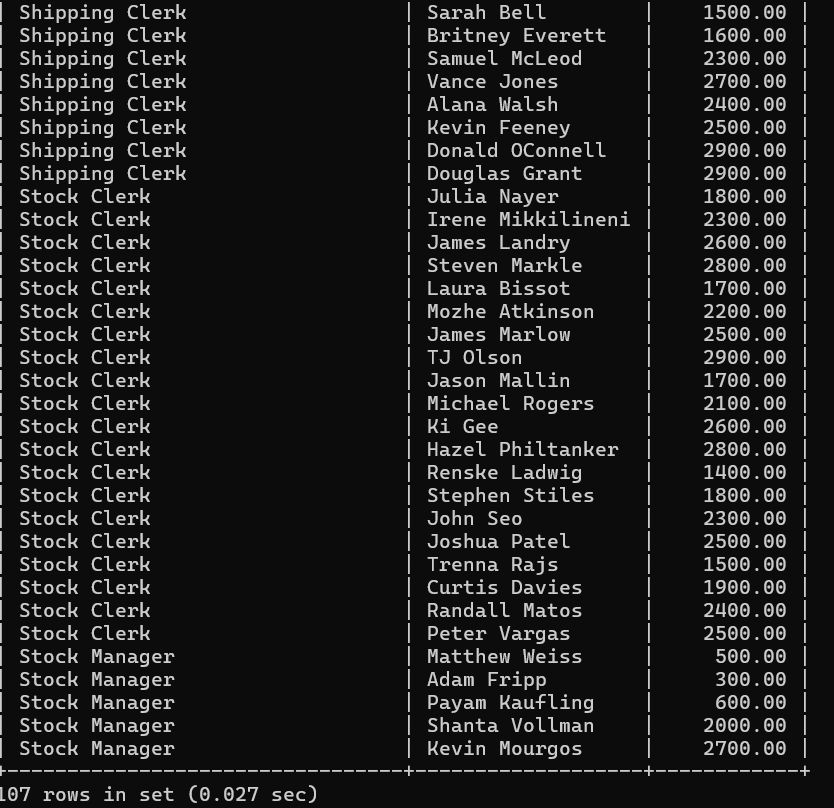 | Shipping Clerk | Sarah Bell | 1500.00 |
| Shipping Clerk | Britney Everett | 1600.00 |
| Shipping Clerk | Samuel McLeod | 2300.00 |
| Shipping Clerk | Vance Jones | 2700.00 |
| Shipping Clerk | Alana Walsh | 2400.00 |
| Shipping Clerk | Kevin Feeney | 2500.00 |
| Shipping Clerk | Donald OConnell | 2900.00 |
| Shipping Clerk | Douglas Grant | 2900.00 |
| Stock Clerk | Julia Nayer | 1800.00 |
| Stock Clerk | Irene Mikkilineni | 2300.00 |
| Stock Clerk | James Landry | 2600.00 |
| Stock Clerk | Steven Markle | 2800.00 |
| Stock Clerk | Laura Bissot | 1700.00 |
| Stock Clerk | Mozhe Atkinson | 2200.00 |
| Stock Clerk | James Marlow | 2500.00 |
| Stock Clerk | TJ Olson | 2900.00 |
| Stock Clerk | Jason Mallin | 1700.00 |
| Stock Clerk | Michael Rogers | 2100.00 |
| Stock Clerk | Ki Gee | 2600.00 |
| Stock Clerk | Hazel Philtanker | 2800.00 |
| Stock Clerk | Renske Ladwig | 1400.00 |
| Stock Clerk | Stephen Stiles | 1800.00 |
| Stock Clerk | John Seo | 2300.00 |
| Stock Clerk | Joshua Patel | 2500.00 |
| Stock Clerk | Trenna Rajs | 1500.00 |
| Stock Clerk | Curtis Davies | 1900.00 |
| Stock Clerk | Randall Matos | 2400.00 |
| Stock Clerk | Peter Vargas | 2500.00 |
| Stock Manager | Matthew Weiss | 500.00 |
| Stock Manager | Adam Fripp | 300.00 |
| Stock Manager | Payam Kaufling | 600.00 |
| Stock Manager | Shanta Vollman | 2000.00 |
| Stock Manager | Kevin Mourgos | 2700.00 |
107 rows in set (0.027 sec)